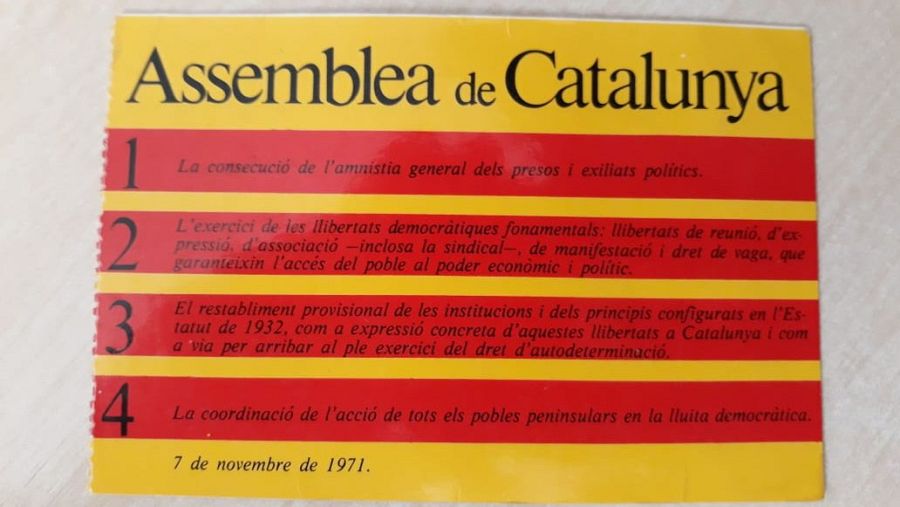 Assemblea de Catalunya
1 La consecució de l'amnistia general dels presos i exiliats polítics.
2 L'exercici de les llibertats democràtiques fonamentals: llibertats de reunió, d'ex-
pressió, d'associació —inclosa la sindical—, de manifestació i dret de vaga, que
garanteixin l'accés del poble al poder econòmic i polític.
3 El restabliment provisional de les institucions i dels principis configurats en l'Es-
tatut de 1932, com a expressió concreta d'aquestes llibertats a Catalunya i com
a via per arribar al ple exercici del dret d'autodeterminació.
4 La coordinació de l'acció de tots els pobles peninsulars en la lluita democràtica.
7 de novembre de 1971.